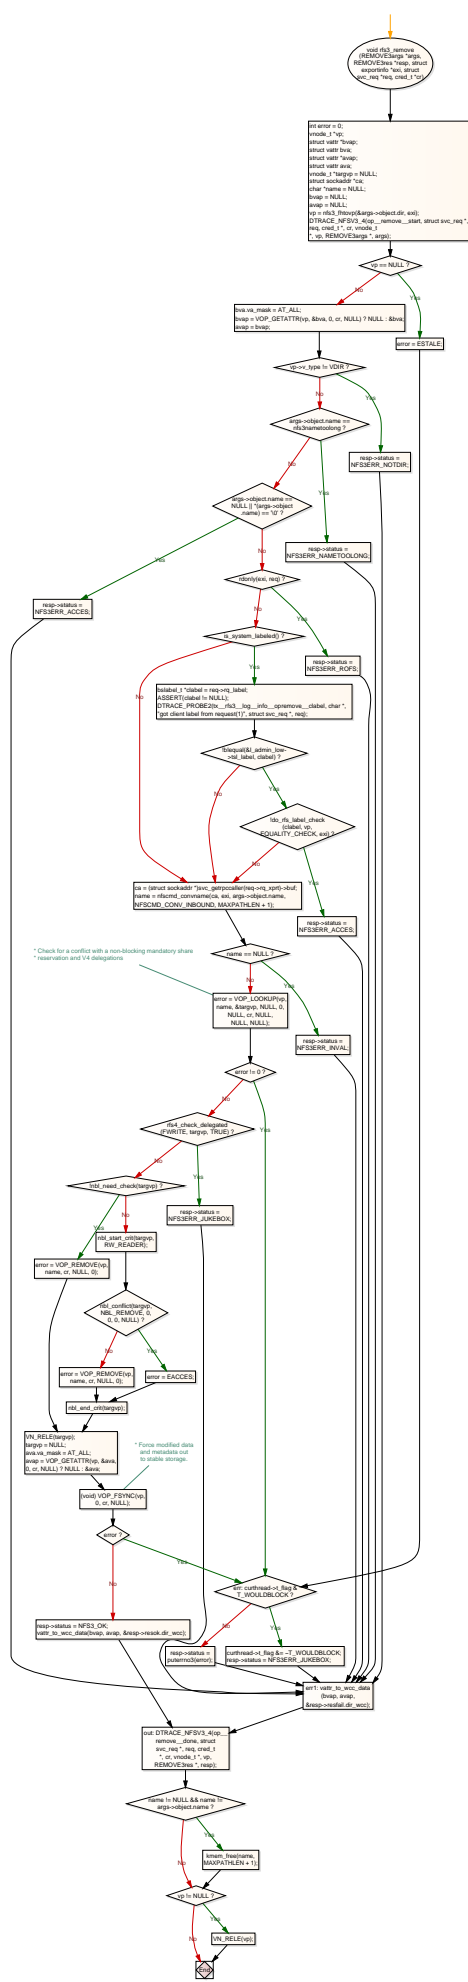 void rfs3_remove
(REMOVE3args *args,
REMOVE3res *resp, struct
exportinfo *exi, struct
svc_req *req, cred_t *cr)
int error = 0;
vnode_t *vp;
struct vattr *bvap;
struct vattr bva;
struct vattr *avap;
struct vattr ava;
vnode_t *targvp = NULL;
struct sockaddr *ca;
char *name = NULL;
bvap = NULL;
avap = NULL;
vp = nfs3_fhtovp(&args->object.dir, exi);
DTRACE_NFSV3_4(op__remove__start, struct svc_req *,
req, cred_t *, cr, vnode_t
*, vp, REMOVE3args *, args);
vp == NULL ?
No
Yes
bva.va_mask = AT_ALL;
bvap = VOP_GETATTR(vp, &bva, 0, cr, NULL) ? NULL : &bva;
avap = bvap;
error = ESTALE;
vp->v_type != VDIR ?
No
Yes
args->object.name ==
nfs3nametoolong ?
resp->status =
NFS3ERR_NOTDIR;
No
Yes
args->object.name ==
NULL || *(args->object
.name) == '\0' ?
resp->status =
NFS3ERR_NAMETOOLONG;
Yes
No
rdonly(exi, req) ?
resp->status =
NFS3ERR_ACCES;
No
Yes
is_system_labeled() ?
resp->status =
NFS3ERR_ROFS;
No
Yes
bslabel_t *clabel = req->rq_label;
ASSERT(clabel != NULL);
DTRACE_PROBE2(tx__rfs3__log__info__opremove__clabel, char *,
"got client label from request(1)", struct svc_req *, req);
!blequal(&l_admin_low-
>tsl_label, clabel) ?
No
Yes
!do_rfs_label_check
(clabel, vp,
EQUALITY_CHECK, exi) ?
No
Yes
ca = (struct sockaddr *)svc_getrpccaller(req->rq_xprt)->buf;
name = nfscmd_convname(ca, exi, args->object.name,
NFSCMD_CONV_INBOUND, MAXPATHLEN + 1);
resp->status =
NFS3ERR_ACCES;
* Check for a conflict with a non-blocking mandatory share
* reservation and V4 delegations
name == NULL ?
No
Yes
error = VOP_LOOKUP(vp,
name, &targvp, NULL, 0,
NULL, cr, NULL,
NULL, NULL);
resp->status =
NFS3ERR_INVAL;
error != 0 ?
No
Yes
rfs4_check_delegated
(FWRITE, targvp, TRUE) ?
No
Yes
!nbl_need_check(targvp) ?
resp->status =
NFS3ERR_JUKEBOX;
Yes
No
nbl_start_crit(targvp,
RW_READER);
error = VOP_REMOVE(vp,
name, cr, NULL, 0);
nbl_conflict(targvp,
NBL_REMOVE, 0,
0, 0, NULL) ?
No
Yes
error = VOP_REMOVE(vp,
name, cr, NULL, 0);
error = EACCES;
nbl_end_crit(targvp);
VN_RELE(targvp);
targvp = NULL;
ava.va_mask = AT_ALL;
avap = VOP_GETATTR(vp, &ava,
0, cr, NULL) ? NULL : &ava;
* Force modified data
and metadata out
to stable storage.
(void) VOP_FSYNC(vp,
0, cr, NULL);
error ?
Yes
No
err: curthread->t_flag &
T_WOULDBLOCK ?
No
Yes
resp->status = NFS3_OK;
vattr_to_wcc_data(bvap, avap, &resp->resok.dir_wcc);
resp->status =
puterrno3(error);
curthread->t_flag &= ~T_WOULDBLOCK;
resp->status = NFS3ERR_JUKEBOX;
err1: vattr_to_wcc_data
(bvap, avap,
&resp->resfail.dir_wcc);
out: DTRACE_NFSV3_4(op__
remove__done, struct
svc_req *, req, cred_t
*, cr, vnode_t *, vp,
REMOVE3res *, resp);
name != NULL && name !=
args->object.name ?
Yes
No
kmem_free(name,
MAXPATHLEN + 1);
vp != NULL ?
No
Yes
VN_RELE(vp);
End